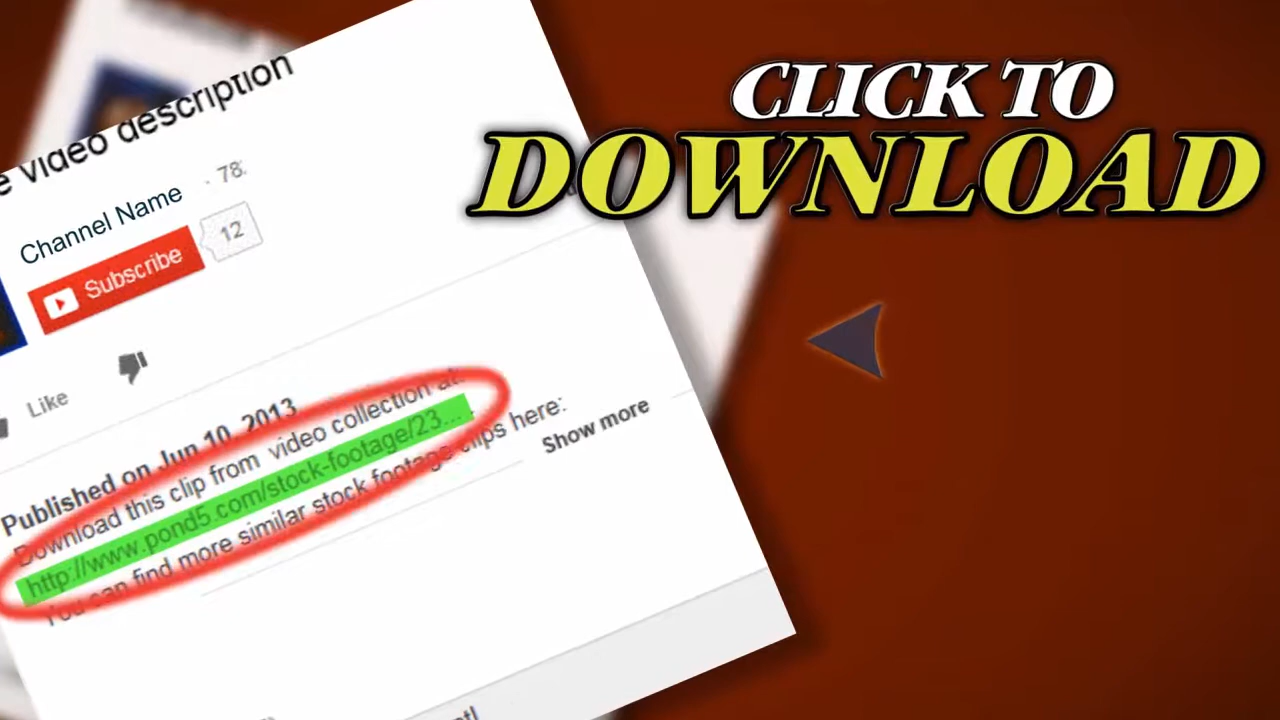 CLICK TO
DOWNLOAD
video description
Channel Name
78
Subscribe
12
Like
Published on Jun 10, 2013
Download this clip from video collection at:
http://www.pond5.com/stock-footage/23...
You can find more similar stock footage clips here:
Show more